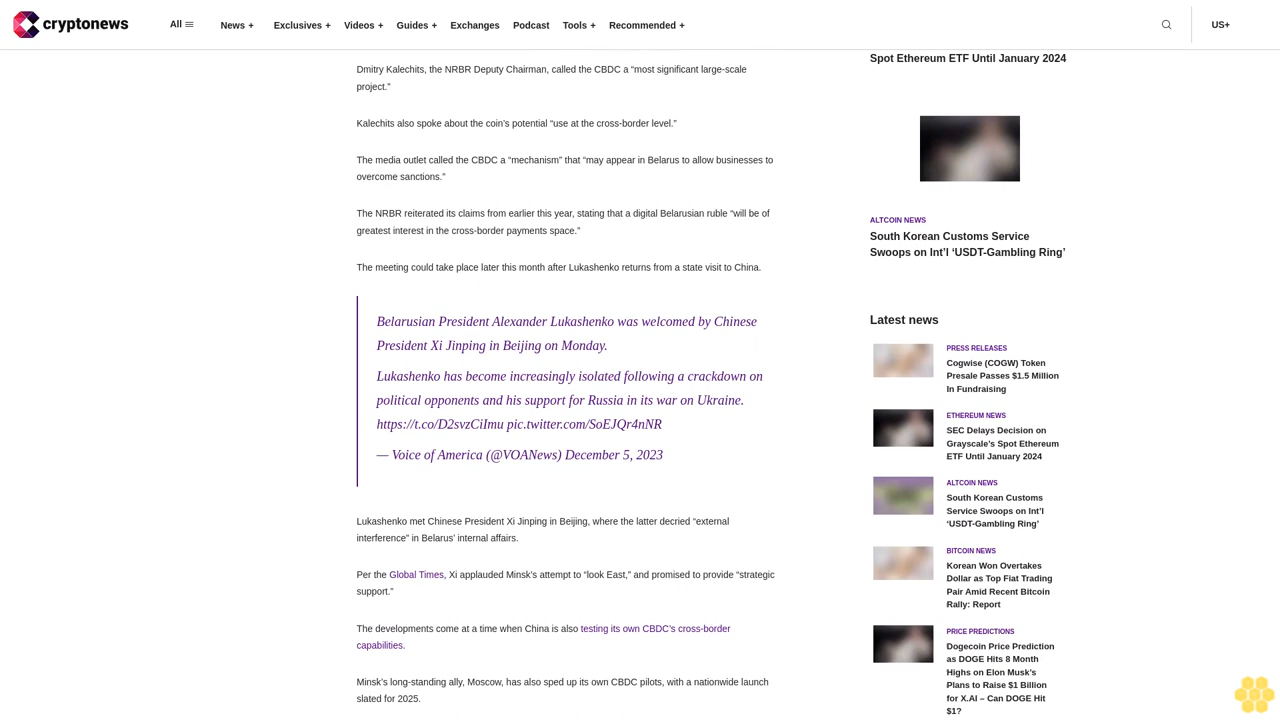 cryptonews
All
News +
Exclusives +
Videos +
Guides +
Exchanges
Podcast
Tools +
Recommended +
US+
Dmitry Kalechits, the NRBR Deputy Chairman, called the CBDC a “most significant large-scale
project.”
Kalechits also spoke about the coin’s potential “use at the cross-border level.”
The media outlet called the CBDC a “mechanism” that “may appear in Belarus to allow businesses to
overcome sanctions.”
The NRBR reiterated its claims from earlier this year, stating that a digital Belarusian ruble “will be of
greatest interest in the cross-border payments space.”
The meeting could take place later this month after Lukashenko returns from a state visit to China.
Belarusian President Alexander Lukashenko was welcomed by Chinese
President Xi Jinping in Beijing on Monday.
Lukashenko has become increasingly isolated following a crackdown on
political opponents and his support for Russia in its war on Ukraine.
https://t.co/D2svzCiImu pic.twitter.com/SoEJQr4nNR
— Voice of America (@VOANews) December 5, 2023
Lukashenko met Chinese President Xi Jinping in Beijing, where the latter decried “external
interference” in Belarus’ internal affairs.
Per the Global Times, Xi applauded Minsk’s attempt to “look East,” and promised to provide “strategic
support.”
The developments come at a time when China is also testing its own CBDC’s cross-border
capabilities.
Minsk’s long-standing ally, Moscow, has also sped up its own CBDC pilots, with a nationwide launch
slated for 2025.
Spot Ethereum ETF Until January 2024
ALTCOIN NEWS
South Korean Customs Service
Swoops on Int’l ‘USDT-Gambling Ring’
Latest news
PRESS RELEASES
Cogwise (COGW) Token
Presale Passes $1.5 Million
In Fundraising
ETHEREUM NEWS
SEC Delays Decision on
Grayscale’s Spot Ethereum
ETF Until January 2024
ALTCOIN NEWS
South Korean Customs
Service Swoops on Int’l
‘USDT-Gambling Ring’
BITCOIN NEWS
Korean Won Overtakes
Dollar as Top Fiat Trading
Pair Amid Recent Bitcoin
Rally: Report
PRICE PREDICTIONS
Dogecoin Price Prediction
as DOGE Hits 8 Month
Highs on Elon Musk’s
Plans to Raise $1 Billion
for X.AI – Can DOGE Hit
$1?